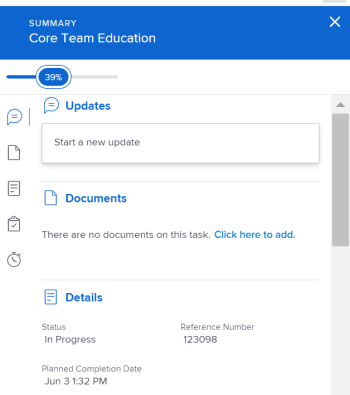 SUMMARY
Core Team Education
39%
Updates
Start a new update
Documents
There are no documents on this task. Click here to add.
Details
Status
Reference Number
In Progress
123098
Planned Completion Date
Jun 3 1:32 PM